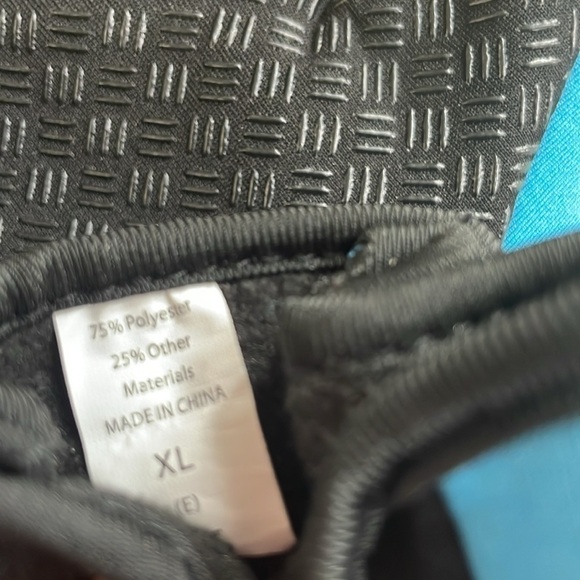 75% Polyester
25% Other
Materials
MADE IN CHINA
XL
(E)